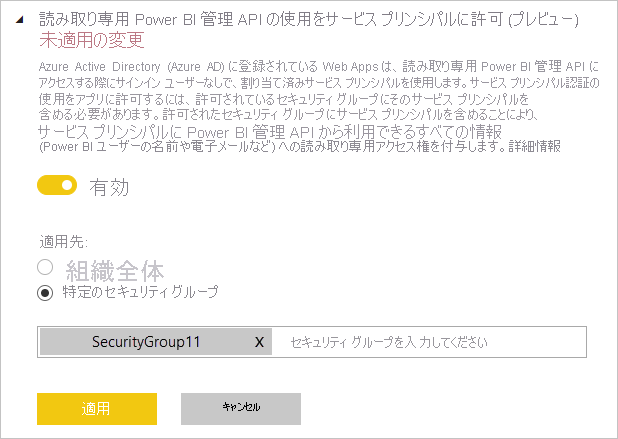 読み取り専用 Power BI 管理 API の使用をサービス プリンシパルに許可 (プレビュー)
未適用の変更
Azure Active Directory (Azure AD) に登録されている Web Apps は、読み取り専用 Power BI 管理 API に
アクセスする際にサインイン ユーザーなしで、割り当て済みサービス プリンシパルを使用します。サービス プリンシパル認証の
使用をアプリに許可するには、許可されているセキュリティ グループにそのサービス プリンシパルを
含める必要があります。許可されたセキュリティ グループにサービス プリンシパルを含めることにより、
サービス プリンシパルに Power BI 管理 API から利用できるすべての情報
(Power BI ユーザーの名前や電子メールなど) への読み取り専用アクセス権を付与します。詳細情報
有効
適用先:
組織全体
特定のセキュリティ グループ
SecurityGroup11 X セキュリティ グループを入力してください
適用 キャンセル